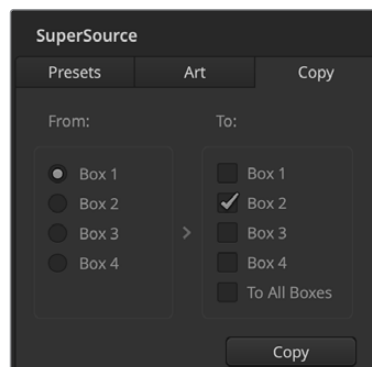 SuperSource
Presets Art Copy
From: To:
Box 1 Box 1
Box 2 Box 2
Box 3 > Box 3
Box 4 Box 4
To All Boxes
Copy